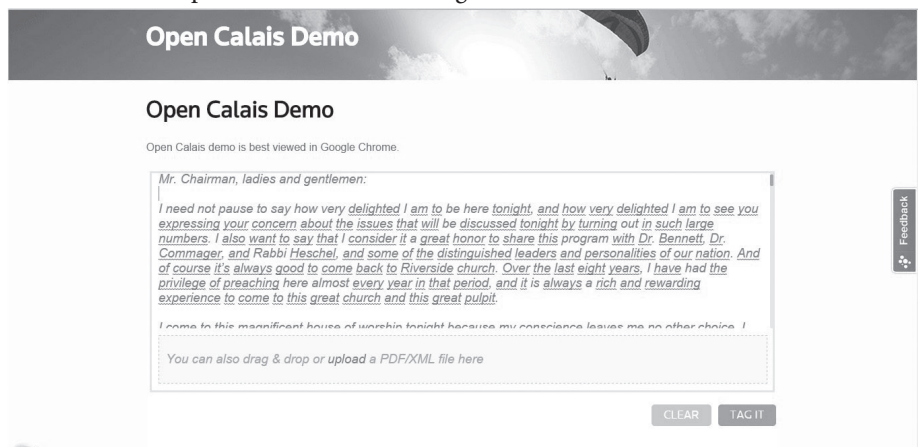 Open Calais Demo
Open Calais Demo
Open Calais demo is best viewed in Google Chrome.
Mr. Chairman, ladies and gentlemen:
I need not pause to say how very delighted I am to be here tonight, and how very delighted I am to see you
expressing your concern about the issues that will be discussed tonight by turning out in such large
numbers. I also want to say that I consider it a great honor to share this program with Dr. Bennett, Dr.
Commager, and Rabbi Heschel, and some of the distinguished leaders and personalities of our nation. And
of course it's always good to come back to Riverside church. Over the last eight years, I have had the
privilege of preaching here almost every year in that period, and it is always a rich and rewarding
experience to come to this great church and this great pulpit.
I come to this magnificent house of worship tonight because my conscience leaves me no other choice. I
You can also drag & drop or upload a PDF/XML file here
CLEAR TAG IT
Feedback